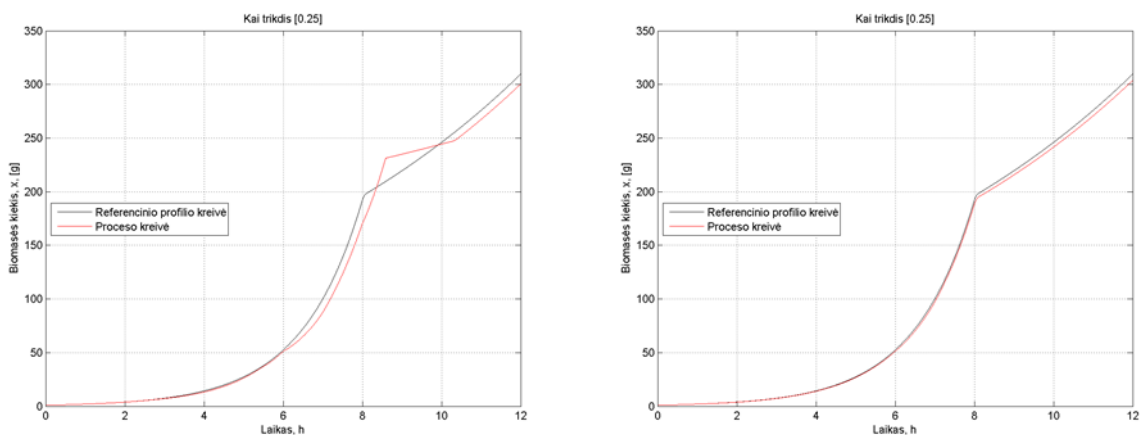 Kai trikdis [0.25]
350
300
250
200
150
100
50
0
Biomasės kiekis, x, [g]
Referencinio profilio kreivė
Proceso kreivė
0 2 4 6 8 10 12
Laikas, h
Kai trikdis [0.25]
350
300
250
200
150
100
50
0
Biomasės kiekis, x, [g]
Referencinio profilio kreivė
Proceso kreivė
0 2 4 6 8 10 12
Laikas, h